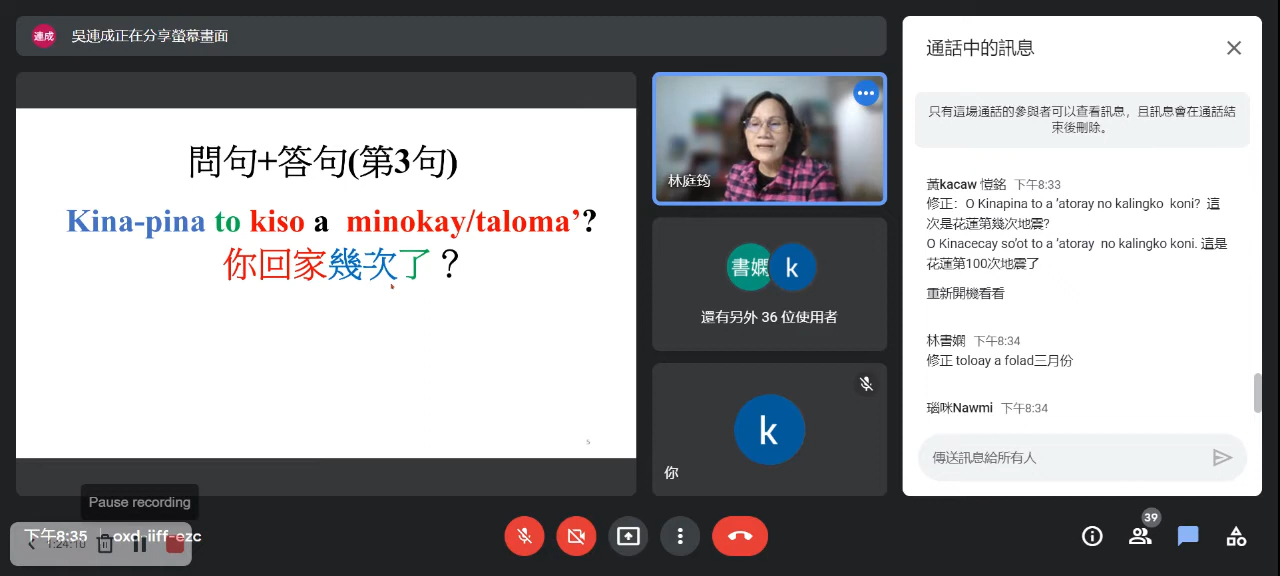 連成
吳連成正在分享螢幕畫面
問句+答句(第3句)
Kina-pina to kiso a minokay/taloma’?
你回家幾次了？
5
林庭筠
書嫻 k
還有另外 36 位使用者
k
你
通話中的訊息
只有這場通話的參與者可以查看訊息，且訊息會在通話結
束後刪除。
黃kacaw 愷銘 下午8:33
修正：O Kinapina to a 'atoray no kalingko koni? 這
次是花蓮第幾次地震?
O Kinacecay so'ot to a 'atoray no kalingko koni. 這是
花蓮第100次地震了
重新開機看看
林書嫻 下午8:34
修正 toloay a folad三月份
瑙咪Nawmi 下午8:34
傳送訊息給所有人
Pause recording
下午8:35 | oxd-iiff-ezc
1:24:10
39